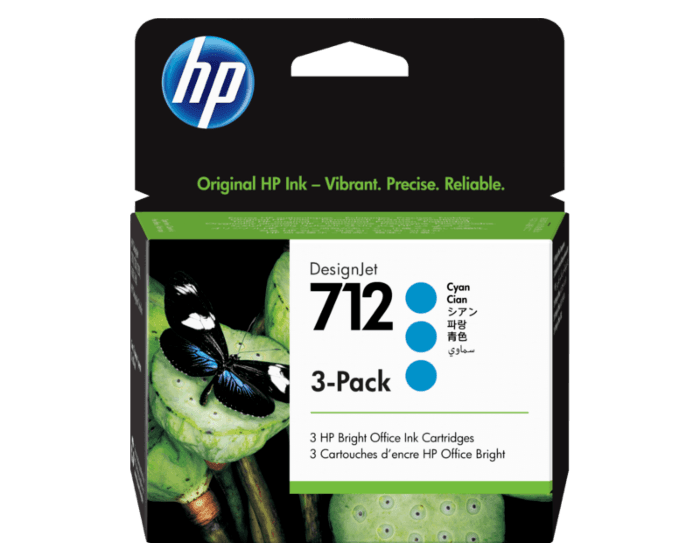 hp
Original HP Ink – Vibrant. Precise. Reliable.
DesignJet
712
Cyan
Cian
シアン
파랑
青色
سماوي
3-Pack
3 HP Bright Office Ink Cartridges
3 Cartouches d'encre HP Office Bright